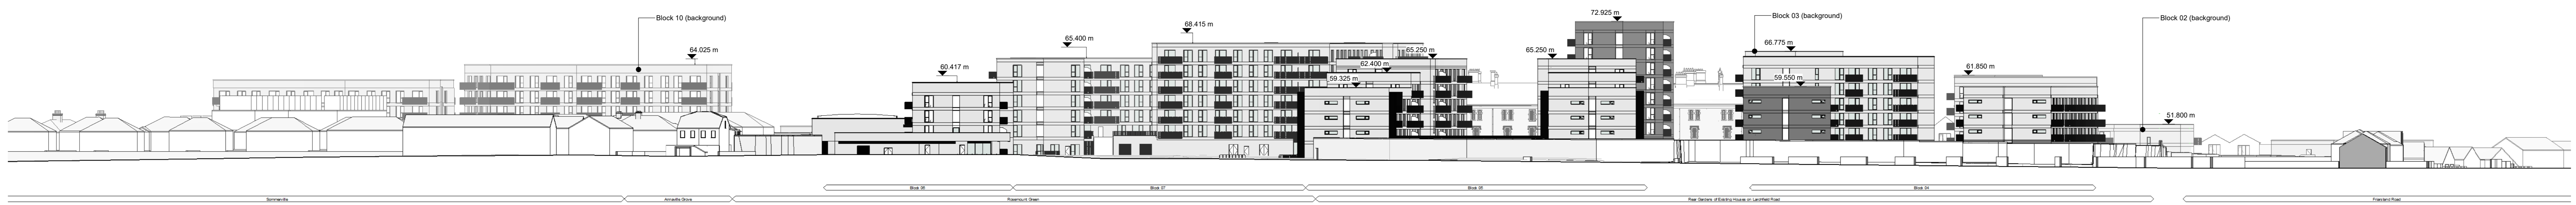 Block 10 (background)
64.025 m
60.417 m
65.400 m
68.415 m
59.325 m
62.400 m
65.250 m
65.250 m
72.925 m
Block 03 (background)
66.775 m
59.550 m
61.850 m
Block 02 (background)
51.800 m
Block 06
Block 07
Block 05
Block 04
Sommerville
Annaville Grove
Rosemount Green
Rear Gardens of Existing Houses on Larchfield Road
Friarsland Road